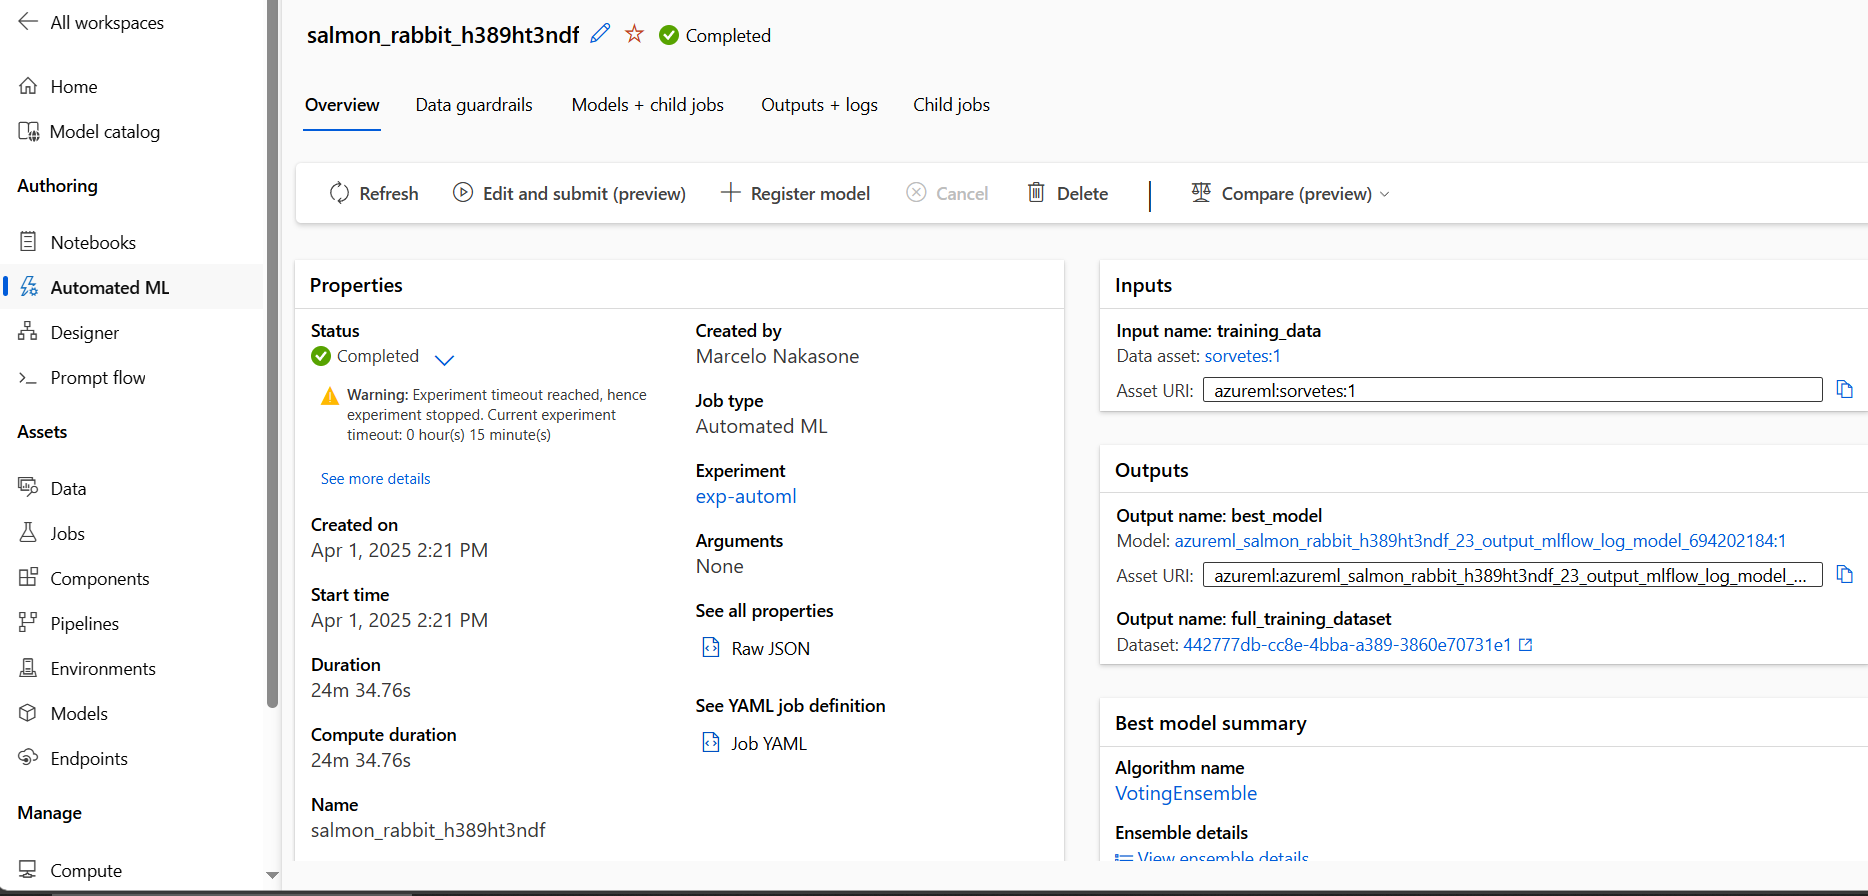 All workspaces
Home
Model catalog
Authoring
Notebooks
Automated ML
Designer
Prompt flow
Assets
Data
Jobs
Components
Pipelines
Environments
Models
Endpoints
Manage
Compute
salmon_rabbit_h389ht3ndf
Completed
Overview
Data guardrails
Models + child jobs
Outputs + logs
Child jobs
Refresh
Edit and submit (preview)
Register model
Cancel
Delete
Compare (preview)
Properties
Status
Completed
Warning: Experiment timeout reached, hence
experiment stopped. Current experiment
timeout: 0 hour(s) 15 minute(s)
See more details
Created on
Apr 1, 2025 2:21 PM
Start time
Apr 1, 2025 2:21 PM
Duration
24m 34.76s
Compute duration
24m 34.76s
Name
salmon_rabbit_h389ht3ndf
Created by
Marcelo Nakasone
Job type
Automated ML
Experiment
exp-automl
Arguments
None
See all properties
Raw JSON
See YAML job definition
Job YAML
Inputs
Input name: training_data
Data asset: sorvetes:1
Asset URI: azureml:sorvetes:1
Outputs
Output name: best_model
Model: azureml_salmon_rabbit_h389ht3ndf_23_output_mlflow_log_model_694202184:1
Asset URI: azureml:azureml_salmon_rabbit_h389ht3ndf_23_output_mlflow_log_model_...
Output name: full_training_dataset
Dataset: 442777db-cc8e-4bba-a389-3860e70731e1
Best model summary
Algorithm name
VotingEnsemble
Ensemble details
View ensemble details